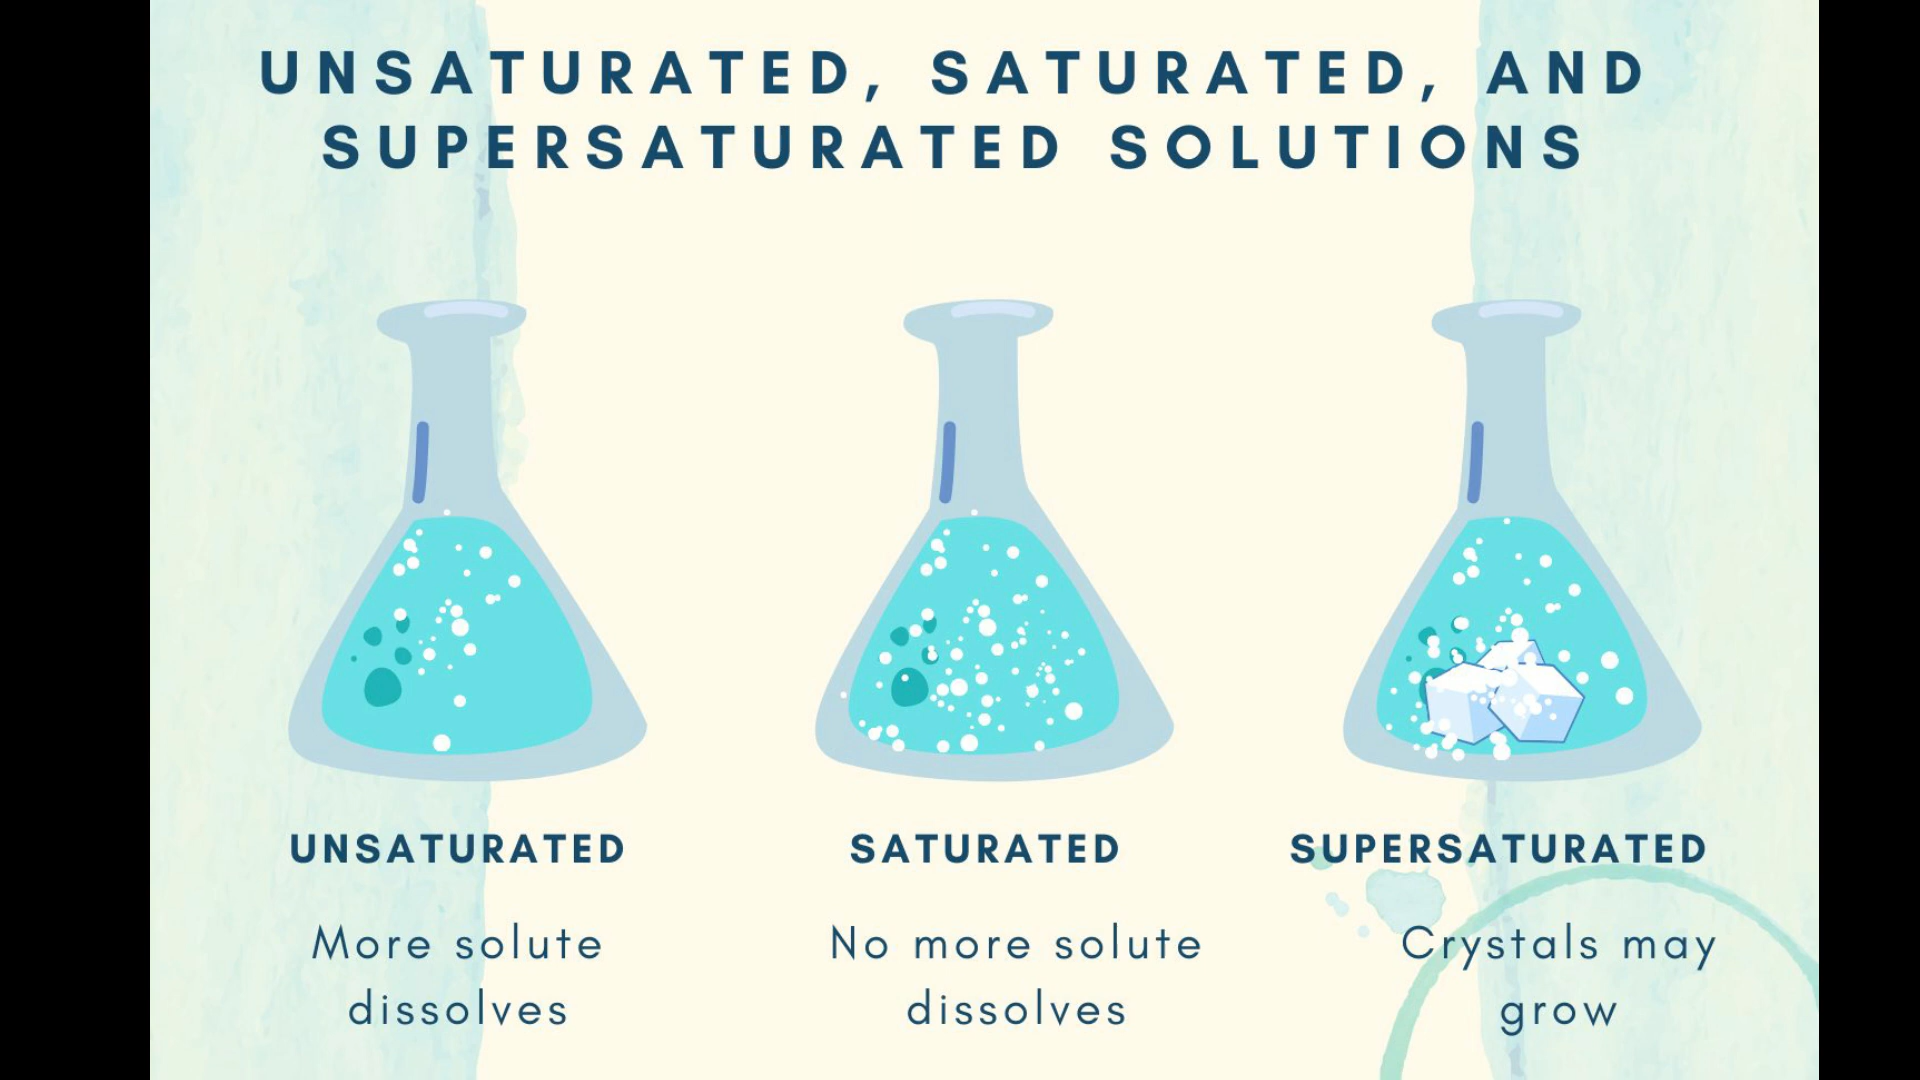 UNSATURATED, SATURATED, AND
SUPERSATURATED SOLUTIONS
UNSATURATED
More solute
dissolves
SATURATED
No more solute
dissolves
SUPERSATURATED
Crystals may
grow